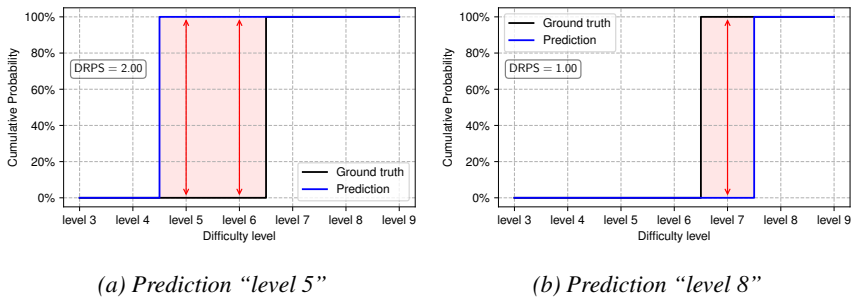 100%
80%
60%
40%
20%
0%
Cumulative Probability
DRPS = 2.00
Ground truth
Prediction
level 3 level 4 level 5 level 6 level 7 level 8 level 9
Difficulty level
(a) Prediction “level 5”
100%
80%
60%
40%
20%
0%
Cumulative Probability
Ground truth
Prediction
DRPS = 1.00
level 3 level 4 level 5 level 6 level 7 level 8 level 9
Difficulty level
(b) Prediction “level 8”